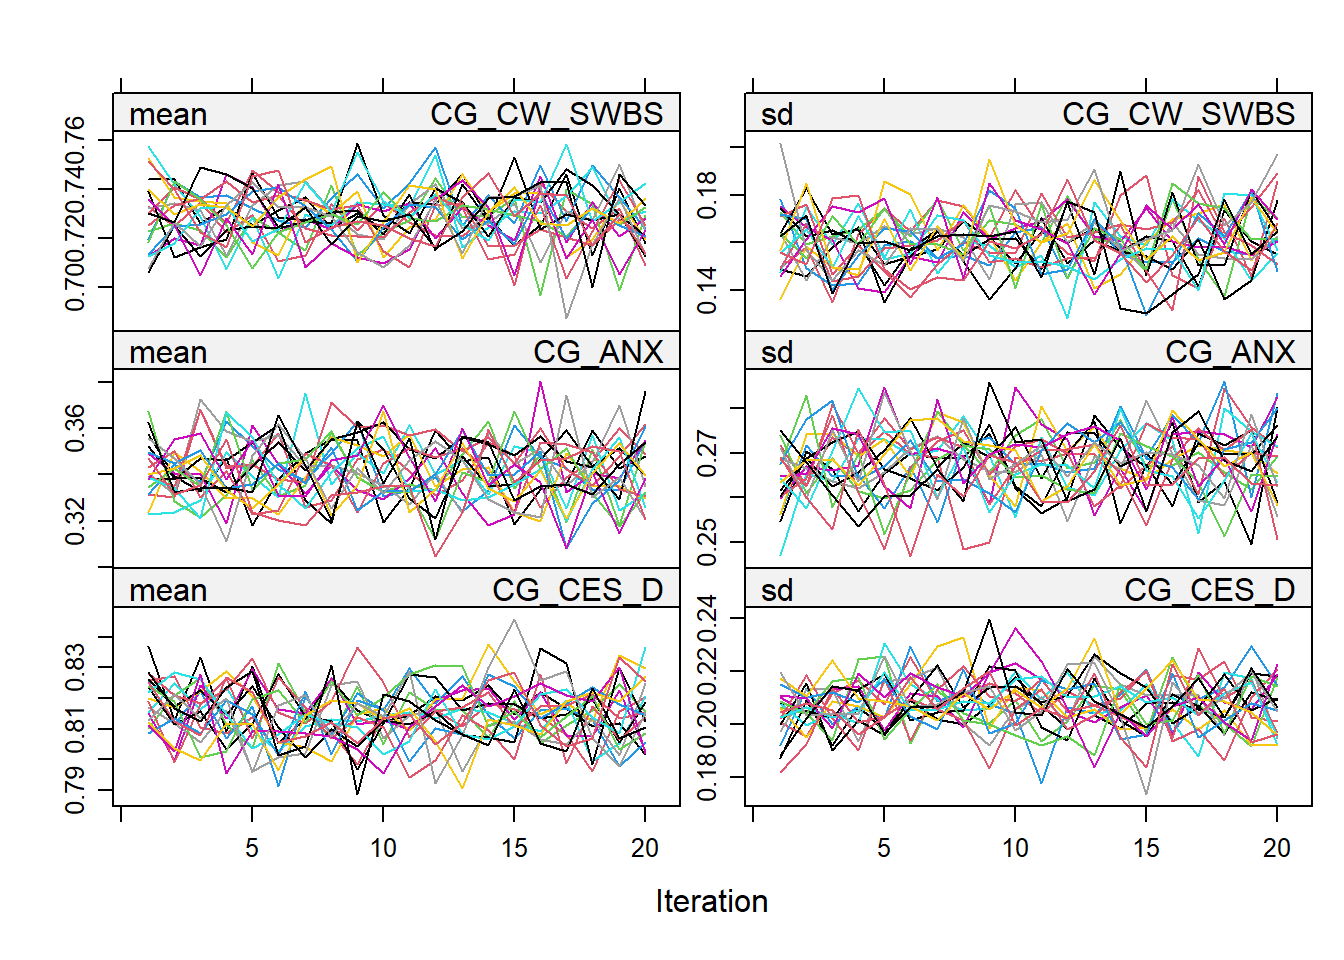 mean CG_CW_SWBS
0.70 0.72 0.74 0.76
sd CG_CW_SWBS
0.14 0.18
mean CG_ANX
0.32 0.36
sd CG_ANX
0.25 0.27
mean CG_CES_D
0.79 0.81 0.83
sd CG_CES_D
0.18 0.20 0.22 0.24
5 10 15 20
5 10 15 20
Iteration